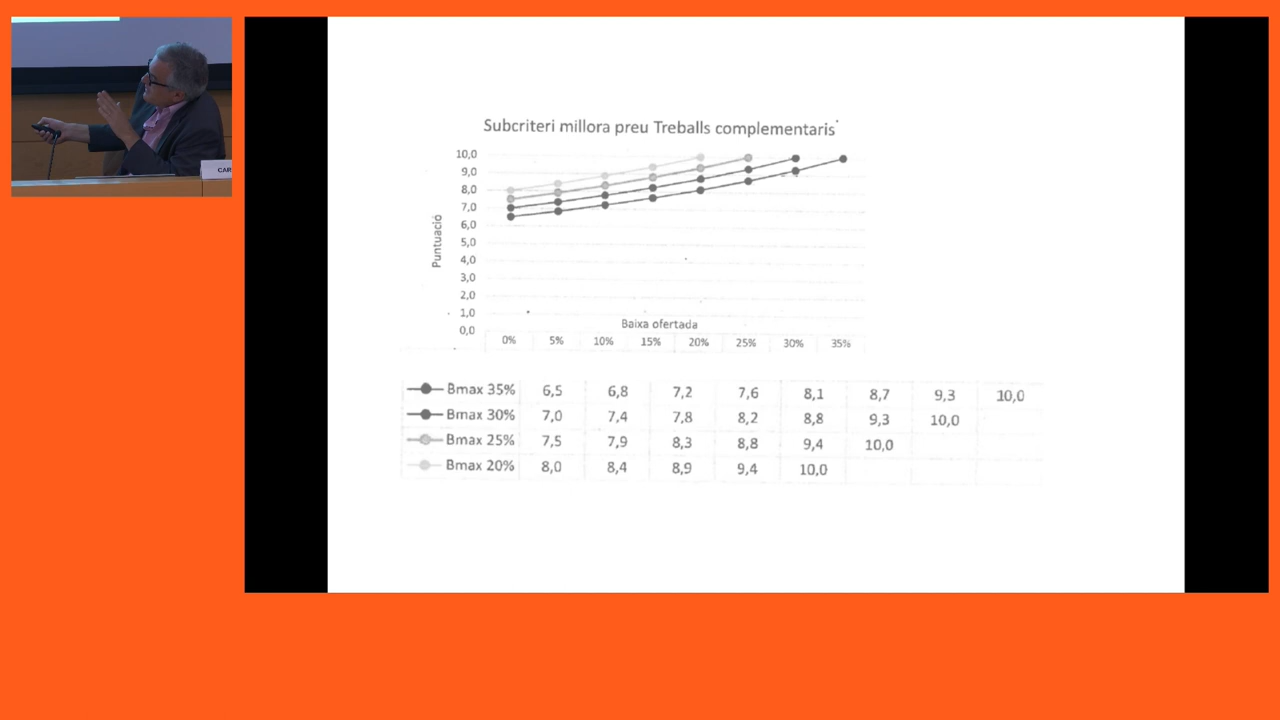 CAR
Subcriteri millora preu Treballs complementaris
10,0
9,0
8,0
7,0
6,0
5,0
4,0
3,0
2,0
1,0
0,0
Puntuació
Baixa ofertada
0% 5% 10% 15% 20% 25% 30% 35%
Bmax 35% 6,5 6,8 7,2 7,6 8,1 8,7 9,3 10,0
Bmax 30% 7,0 7,4 7,8 8,2 8,8 9,3 10,0
Bmax 25% 7,5 7,9 8,3 8,8 9,4 10,0
Bmax 20% 8,0 8,4 8,9 9,4 10,0